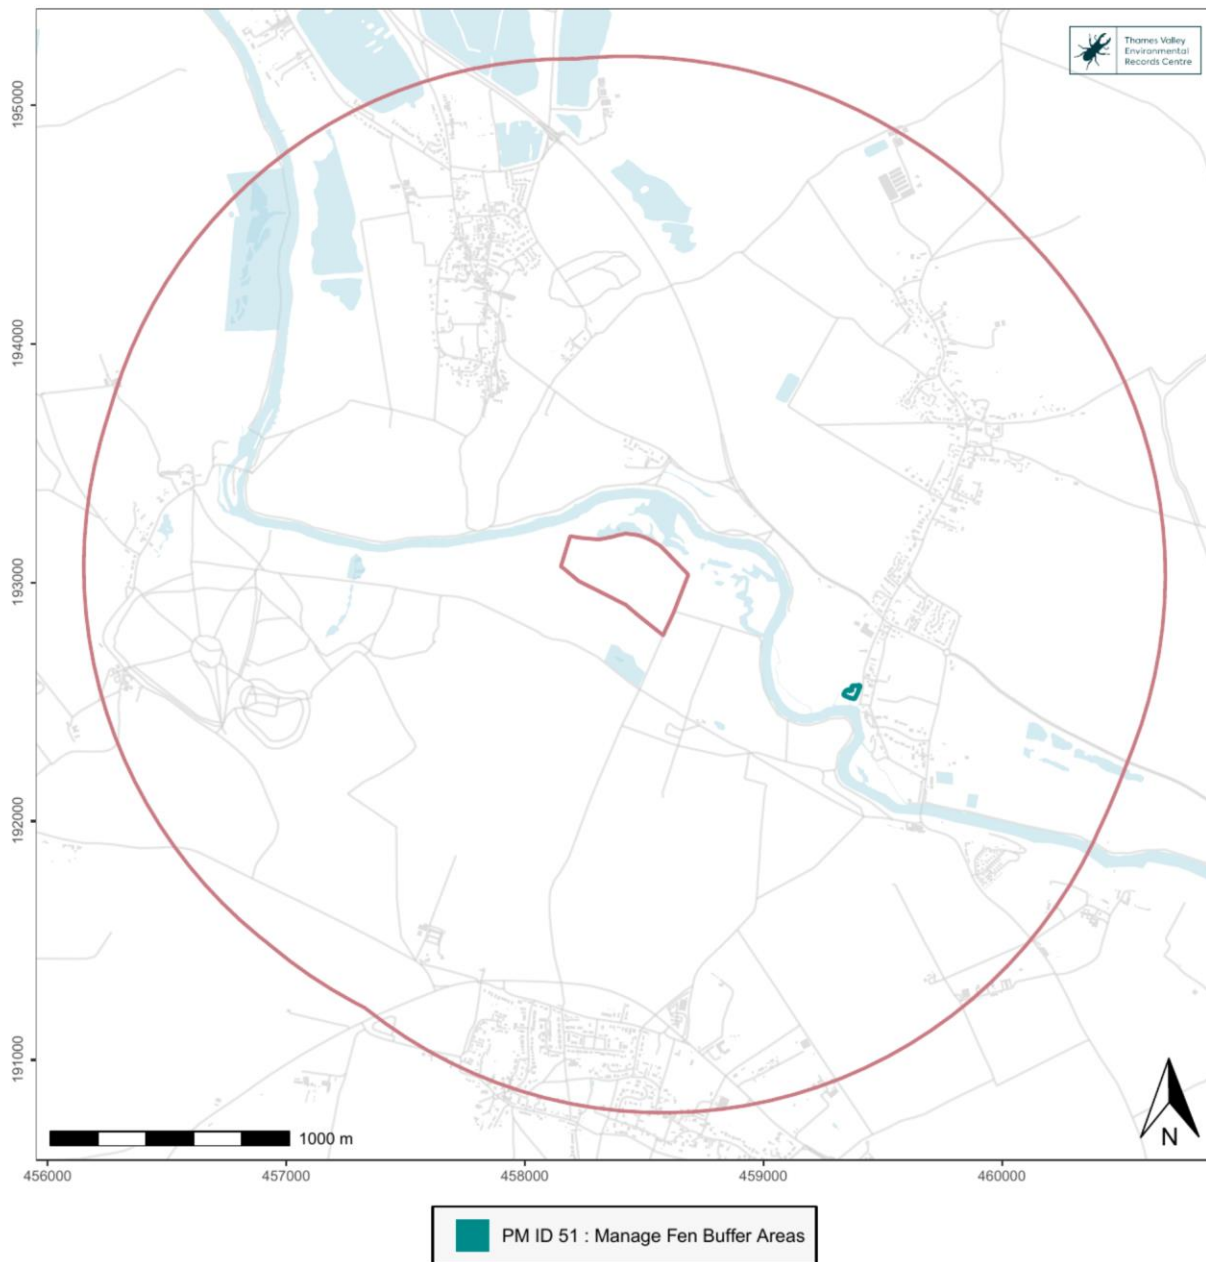 Thames Valley
Environmental
Records Centre
195000
194000
193000
192000
191000
1000 m
N
456000
457000
458000
459000
460000
PM ID 51 : Manage Fen Buffer Areas